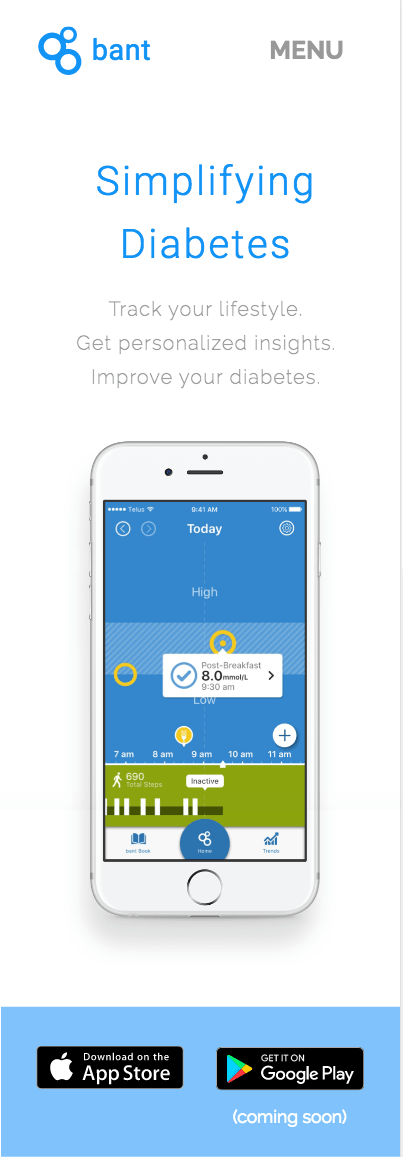 bant
MENU
Simplifying
Diabetes
Track your lifestyle.
Get personalized insights.
Improve your diabetes.
Telus 9:41 AM 100%
Today
High
Post-Breakfast
8.0mmol/L
9:30 am
Low
7 am 8 am 9 am 10 am 11 am
690
Total Steps
Inactive
bant Book Home Trends
Download on the
App Store
GET IT ON
Google Play
(coming soon)